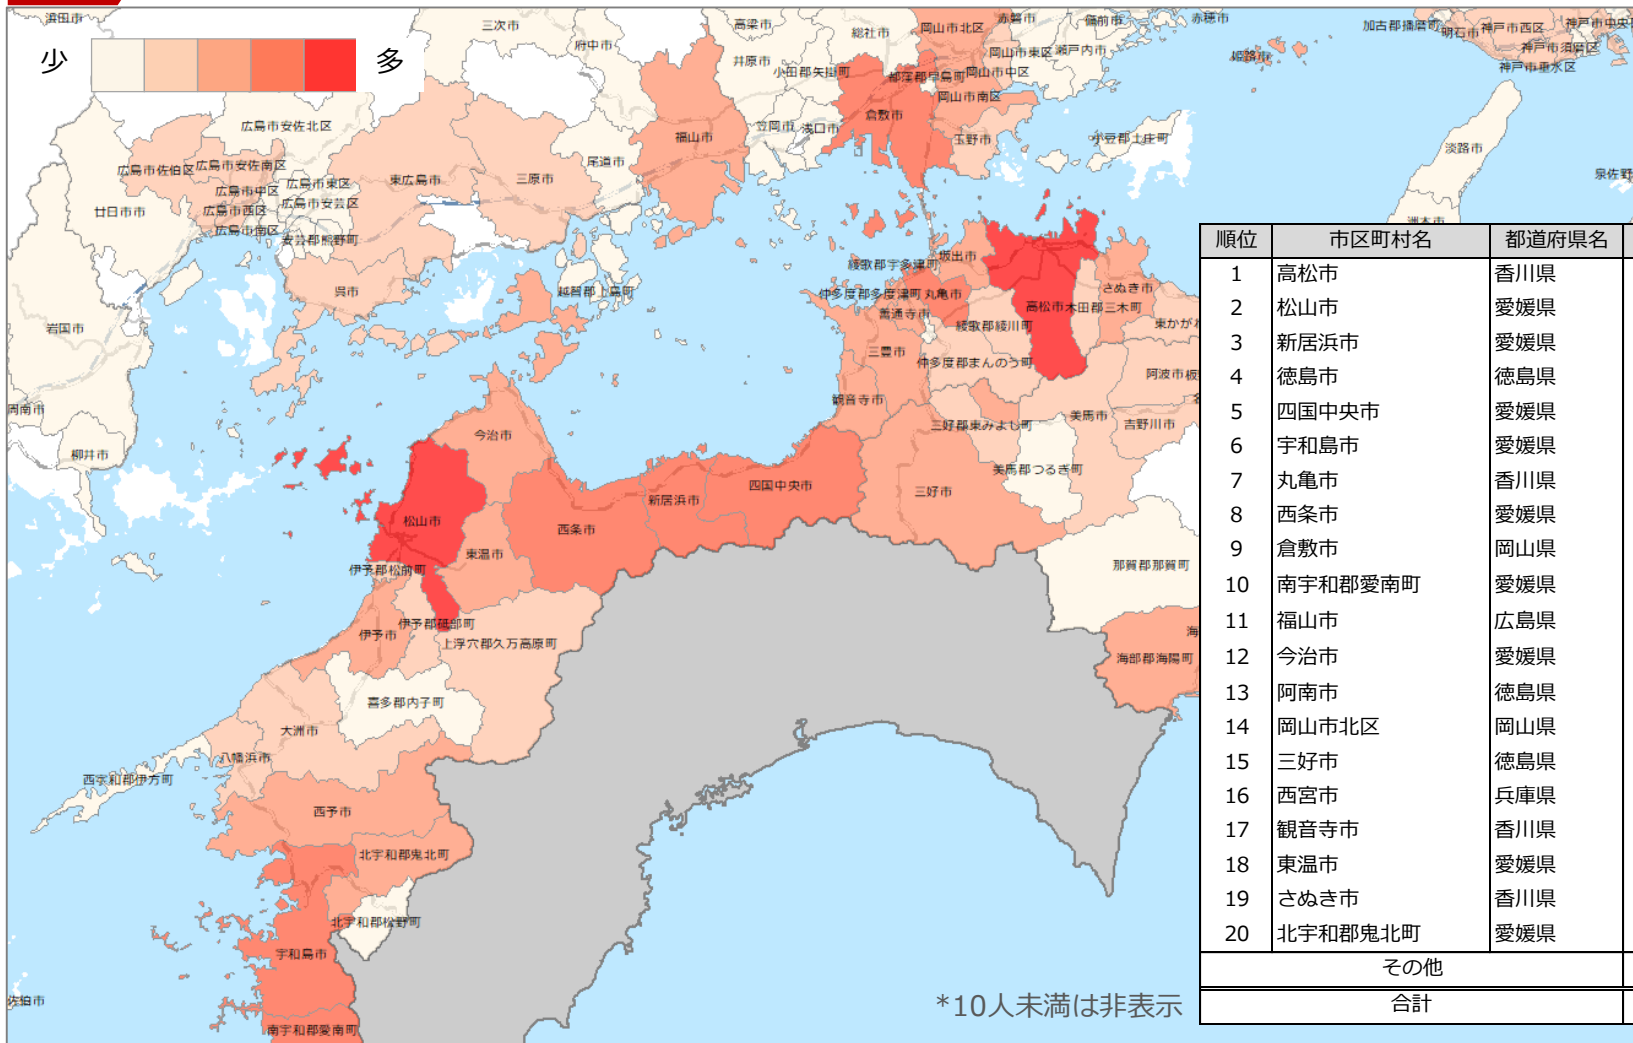 少
多
浜田市
三次市
府中市
高梁市
総社市
岡山市北区
赤磐市
備前市
赤穂市
加古郡播磨町
明石市
神戸市西区
神戸市中央
神戸市須磨区
神戸市垂水区
姫路市
井原市
小田郡矢掛町
都窪郡早島町
岡山市中区
岡山市東区
瀬戸内市
岡山市南区
倉敷市
笠岡市
浅口市
玉野市
小豆郡土庄町
淡路市
洲本市
泉佐野
広島市安佐北区
広島市佐伯区
広島市安佐南区
広島市中区
広島市東区
広島市西区
広島市安芸区
広島市南区
安芸郡熊野町
廿日市市
東広島市
三原市
尾道市
福山市
呉市
越智郡上島町
岩国市
周南市
柳井市
綾歌郡宇多津町
坂出市
仲多度郡多度津町
丸亀市
善通寺市
綾歌郡綾川町
高松市
木田郡三木町
さぬき市
東かがわ
三豊市
仲多度郡まんのう町
観音寺市
阿波市
板
三好郡東みよし町
美馬市
吉野川市
美馬郡つるぎ町
三好市
那賀郡那賀町
海
海部郡海陽町
今治市
松山市
東温市
西条市
新居浜市
四国中央市
伊予郡松前町
伊予市
伊予郡砥部町
上浮穴郡久万高原町
喜多郡内子町
大洲市
八幡浜市
西宇和郡伊方町
西予市
北宇和郡鬼北町
北宇和郡松野町
宇和島市
南宇和郡愛南町
佐伯市
*10人未満は非表示
順位 市区町村名 都道府県名
1 高松市 香川県
2 松山市 愛媛県
3 新居浜市 愛媛県
4 徳島市 徳島県
5 四国中央市 愛媛県
6 宇和島市 愛媛県
7 丸亀市 香川県
8 西条市 愛媛県
9 倉敷市 岡山県
10 南宇和郡愛南町 愛媛県
11 福山市 広島県
12 今治市 愛媛県
13 阿南市 徳島県
14 岡山市北区 岡山県
15 三好市 徳島県
16 西宮市 兵庫県
17 観音寺市 香川県
18 東温市 愛媛県
19 さぬき市 香川県
20 北宇和郡鬼北町 愛媛県
その他
合計